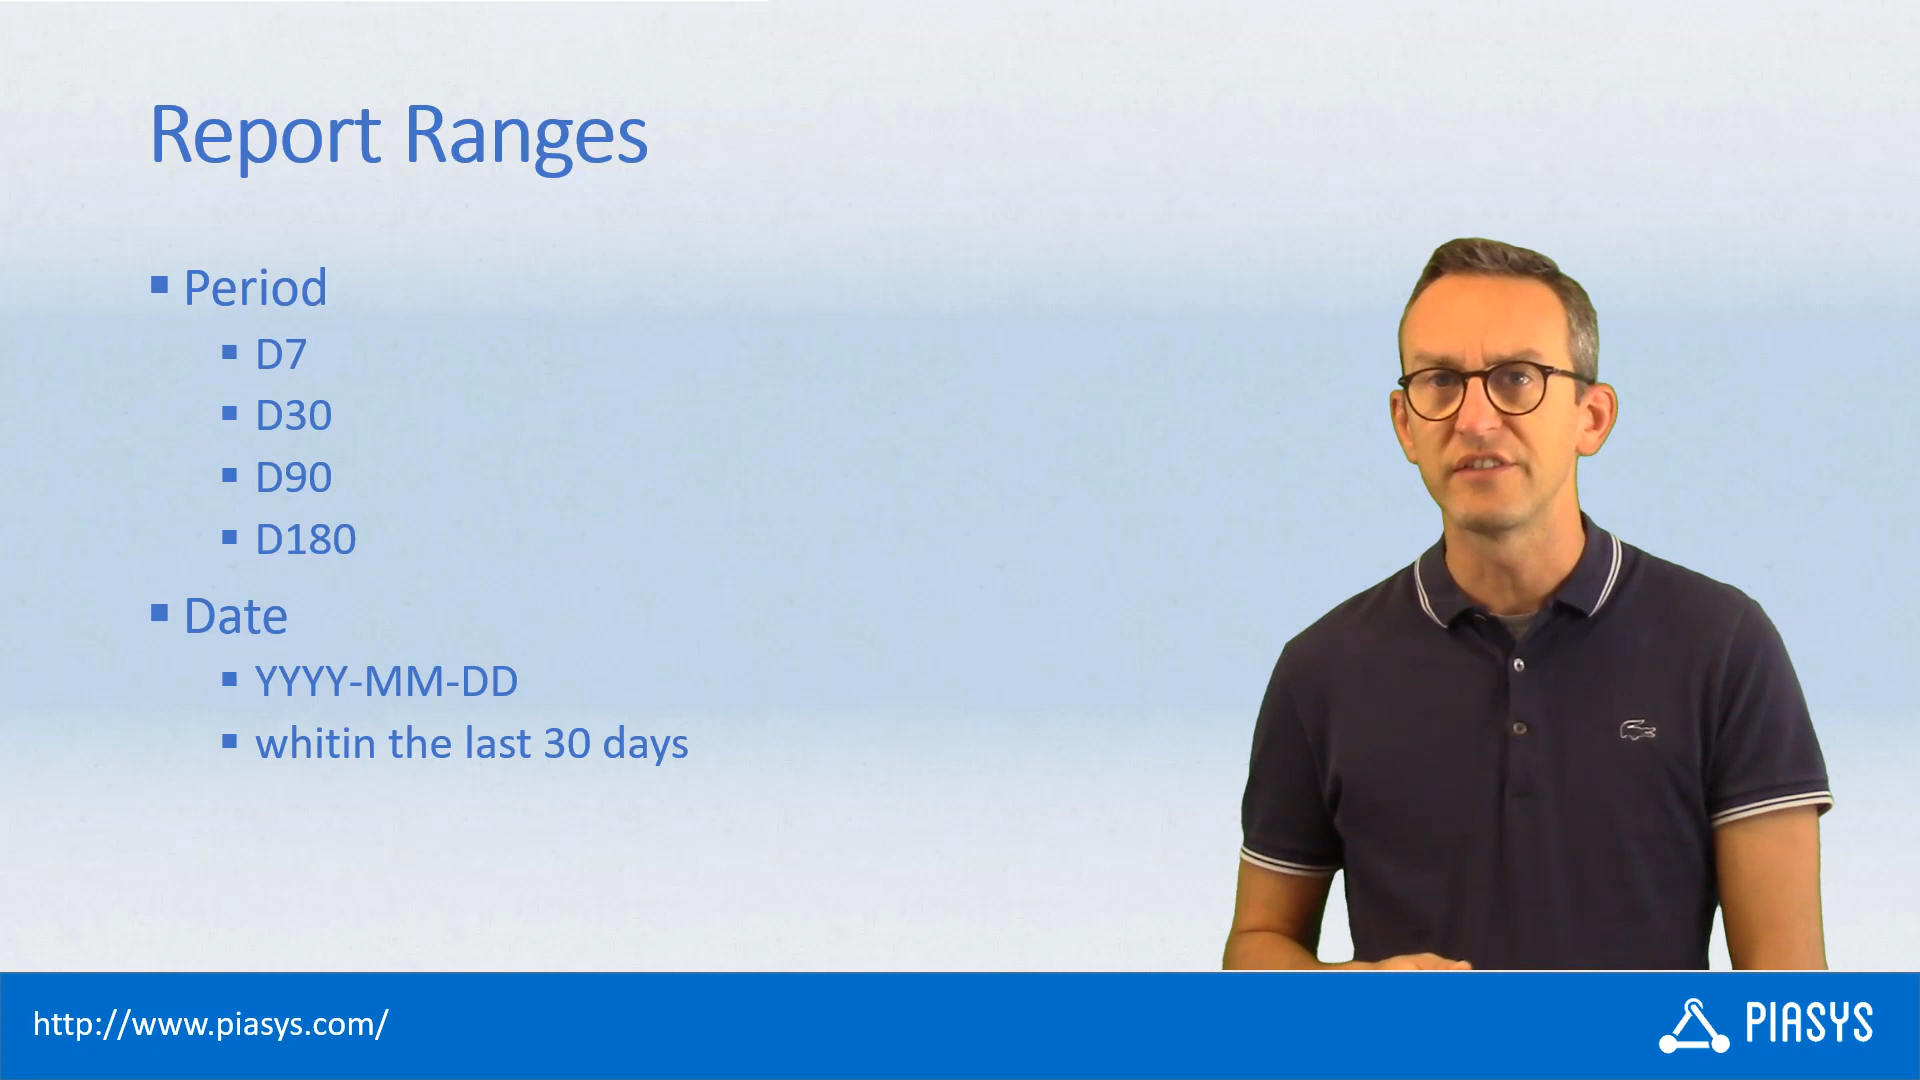 Report Ranges
Period
D7
D30
D90
D180
Date
YYYY-MM-DD
whitin the last 30 days
http://www.piasys.com/
PIASYS